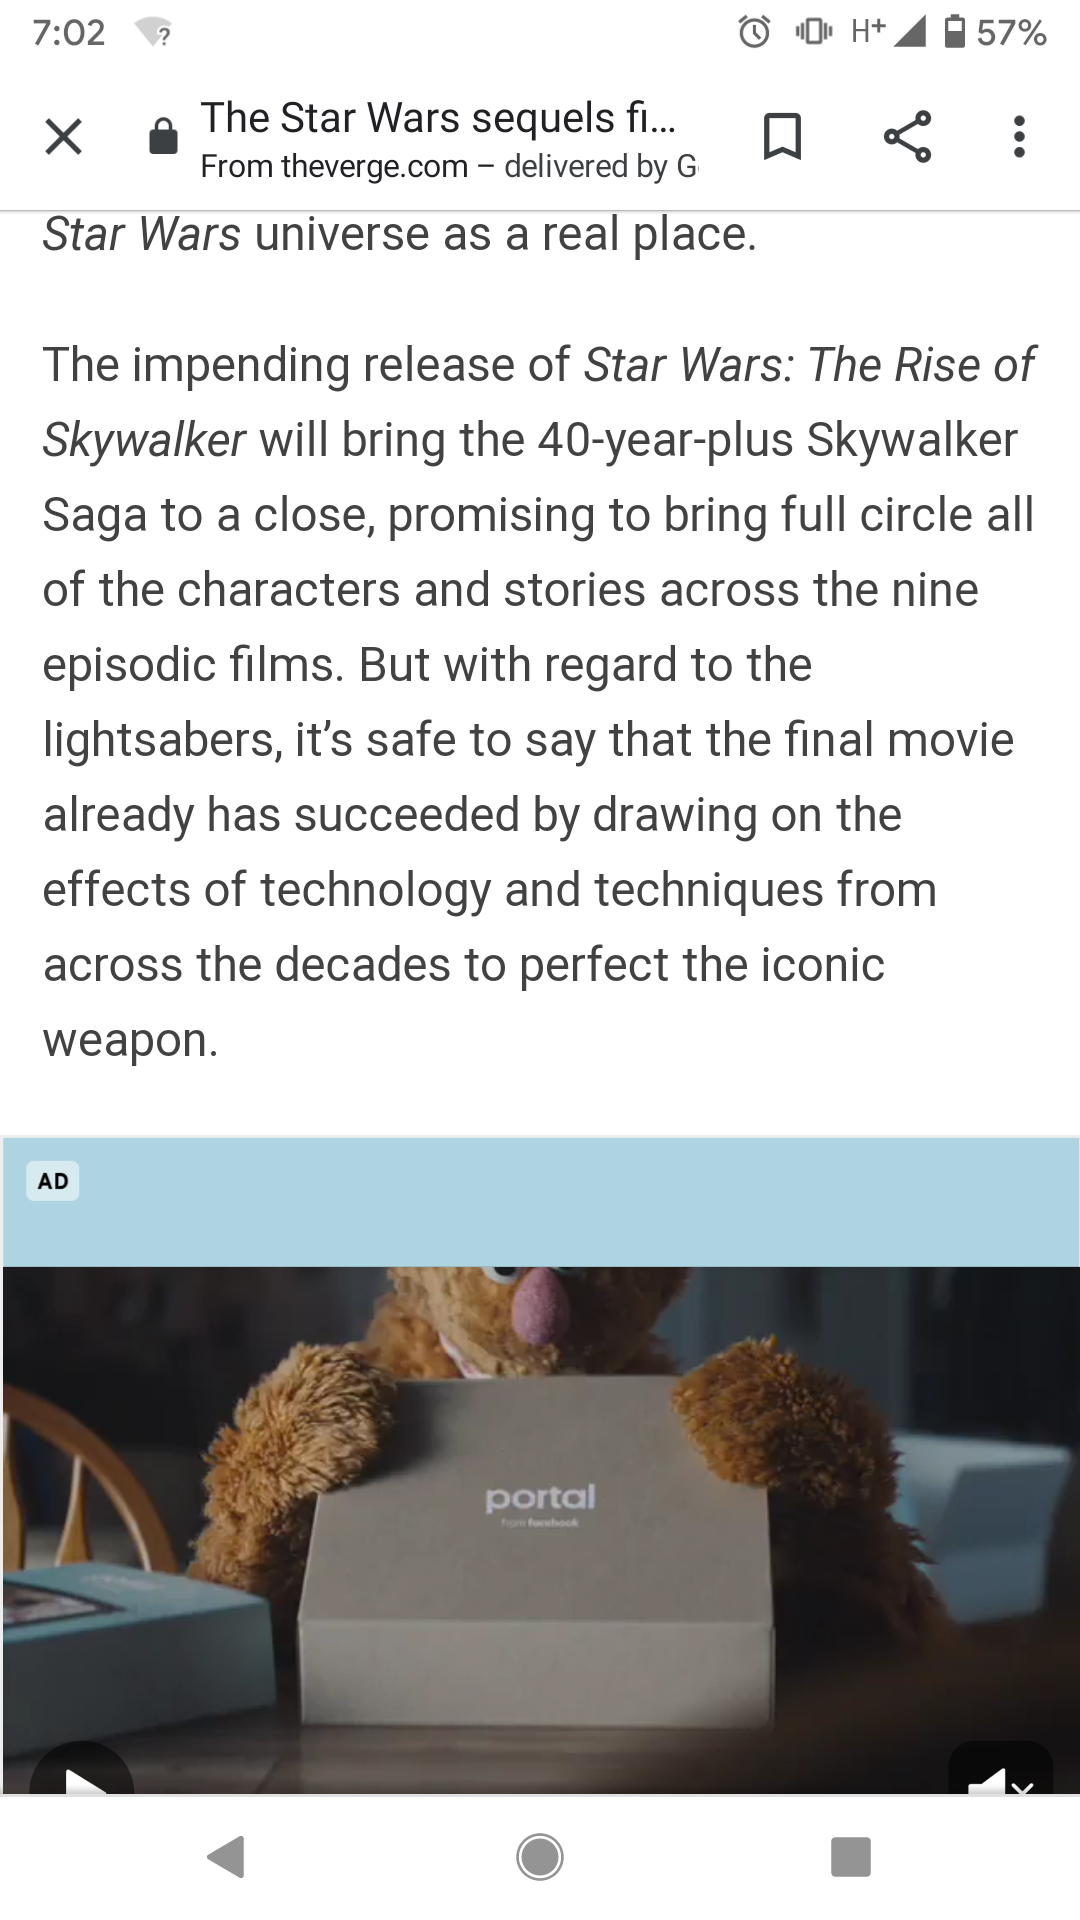 7:02
H+ 57%
The Star Wars sequels fi...
From theverge.com – delivered by G
Star Wars universe as a real place.
The impending release of Star Wars: The Rise of
Skywalker will bring the 40-year-plus Skywalker
Saga to a close, promising to bring full circle all
of the characters and stories across the nine
episodic films. But with regard to the
lightsabers, it’s safe to say that the final movie
already has succeeded by drawing on the
effects of technology and techniques from
across the decades to perfect the iconic
weapon.
AD
portal
from facebook